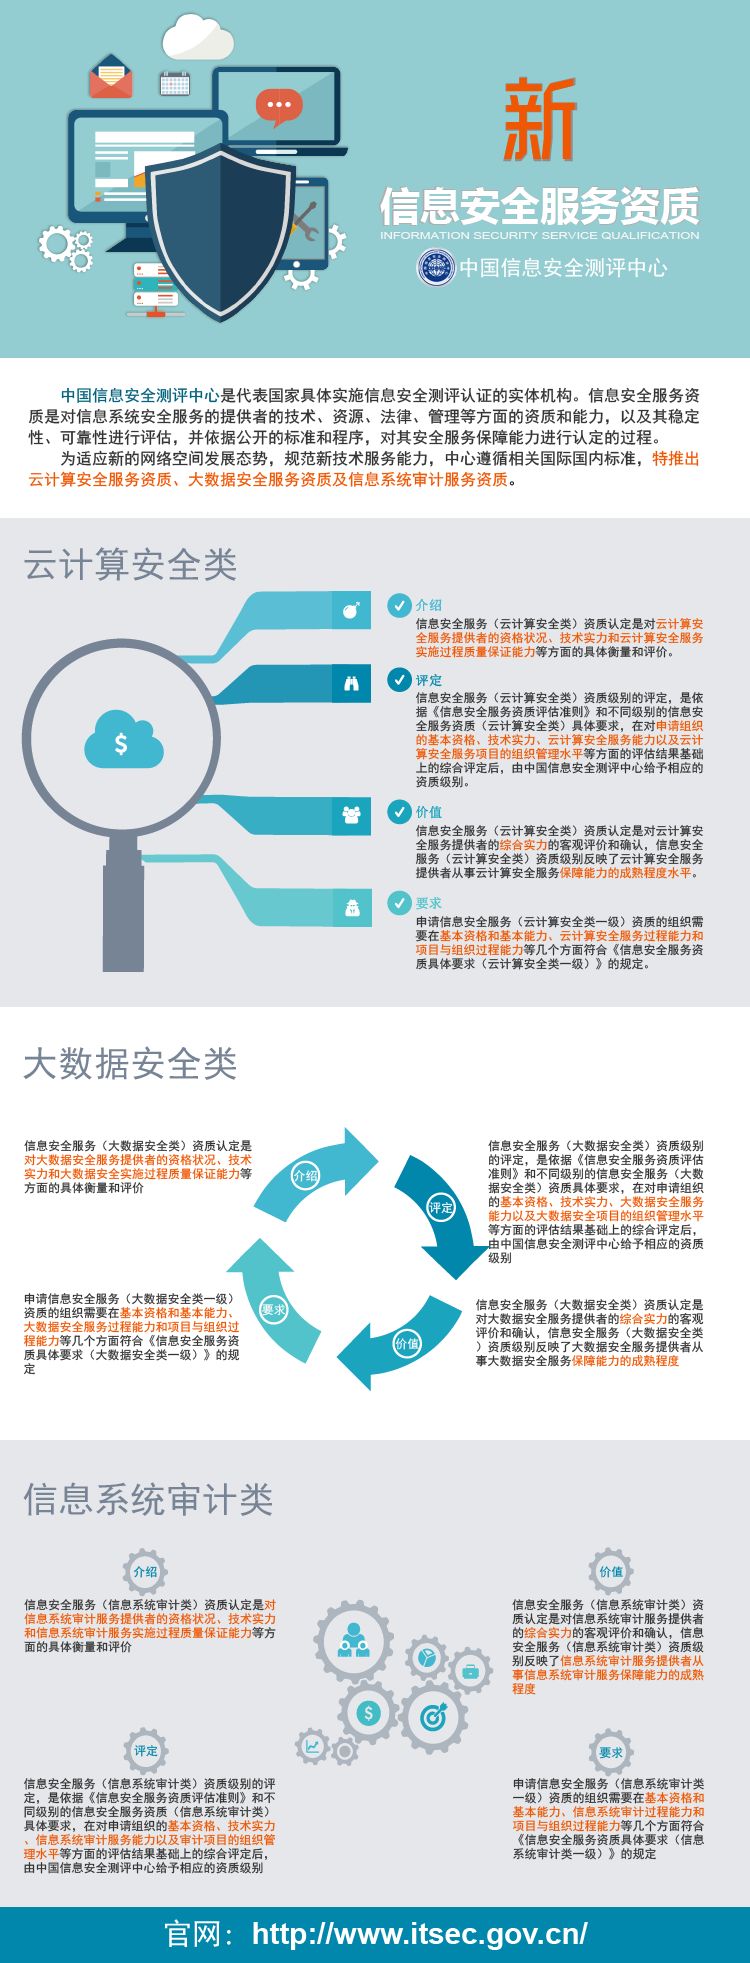 新
信息安全服务资质
INFORMATION SECURITY SERVICE QUALIFICATION
中国信息安全测评中心
中国信息安全测评中心是代表国家具体实施信息安全测评认证的实体机构。信息安全服务资
质是对信息系统安全服务的提供者的技术、资源、法律、管理等方面的资质和能力，以及其稳定
性、可靠性进行评估，并依据公开的标准和程序，对其安全服务保障能力进行认定的过程。
为适应新的网络空间发展态势，规范新技术服务能力，中心遵循相关国际国内标准，特推出
云计算安全服务资质、大数据安全服务资质及信息系统审计服务资质。
云计算安全类
介绍
信息安全服务（云计算安全类）资质认定是对云计算安
全服务提供者的资格状况、技术实力和云计算安全服务
实施过程质量保证能力等方面的具体衡量和评价。
评定
信息安全服务（云计算安全类）资质级别的评定，是依
据《信息安全服务资质评估准则》和不同级别的信息安
全服务资质（云计算安全类）具体要求，在对申请组织
的基本资格、技术实力、云计算安全服务能力以及云计
算安全服务项目的组织管理水平等方面的评估结果基础
上的综合评定后，由中国信息安全测评中心给予相应的
资质级别。
价值
信息安全服务（云计算安全类）资质认定是对云计算安
全服务提供者的综合实力的客观评价和确认，信息安全
服务（云计算安全类）资质级别反映了云计算安全服务
提供者从事云计算安全服务保障能力的成熟程度水平。
要求
申请信息安全服务（云计算安全类一级）资质的组织需
要在基本资格和基本能力、云计算安全服务过程能力和
项目与组织过程能力等几个方面符合《信息安全服务资
质具体要求（云计算安全类一级）》的规定。
$
大数据安全类
信息安全服务（大数据安全类）资质认定是
对大数据安全服务提供者的资格状况、技术
实力和大数据安全实施过程质量保证能力等
方面的具体衡量和评价
介绍
信息安全服务（大数据安全类）资质级别
的评定，是依据《信息安全服务资质评估
准则》和不同级别的信息安全服务（大数
据安全类）资质具体要求，在对申请组织
的基本资格、技术实力、大数据安全服务
能力以及大数据安全项目的组织管理水平
等方面的评估结果基础上的综合评定后，
由中国信息安全测评中心给予相应的资质
级别
评定
申请信息安全服务（大数据安全类一级）
资质的组织需要在基本资格和基本能力、
大数据安全服务过程能力和项目与组织过
程能力等几个方面符合《信息安全服务资
质具体要求（大数据安全类一级）》的规
定
要求
信息安全服务（大数据安全类）资质认定是
对大数据安全服务提供者的综合实力的客观
评价和确认，信息安全服务（大数据安全类
）资质级别反映了大数据安全服务提供者从
事大数据安全服务保障能力的成熟程度
价值
信息系统审计类
介绍
信息安全服务（信息系统审计类）资质认定是对
信息系统审计服务提供者的资格状况、技术实力
和信息系统审计服务实施过程质量保证能力等方
面的具体衡量和评价
价值
信息安全服务（信息系统审计类）资
质认定是对信息系统审计服务提供者
的综合实力的客观评价和确认，信息
安全服务（信息系统审计类）资质级
别反映了信息系统审计服务提供者从
事信息系统审计服务保障能力的成熟
程度
$
评定
信息安全服务（信息系统审计类）资质级别的评
定，是依据《信息安全服务资质评估准则》和不
同级别的信息安全服务资质（信息系统审计类）
具体要求，在对申请组织的基本资格、技术实力
、信息系统审计服务能力以及审计项目的组织管
理水平等方面的评估结果基础上的综合评定后，
由中国信息安全测评中心给予相应的资质级别
要求
申请信息安全服务（信息系统审计类
一级）资质的组织需要在基本资格和
基本能力、信息系统审计过程能力和
项目与组织过程能力等几个方面符合
《信息安全服务资质具体要求（信息
系统审计类一级）》的规定
官网：http://www.itsec.gov.cn/